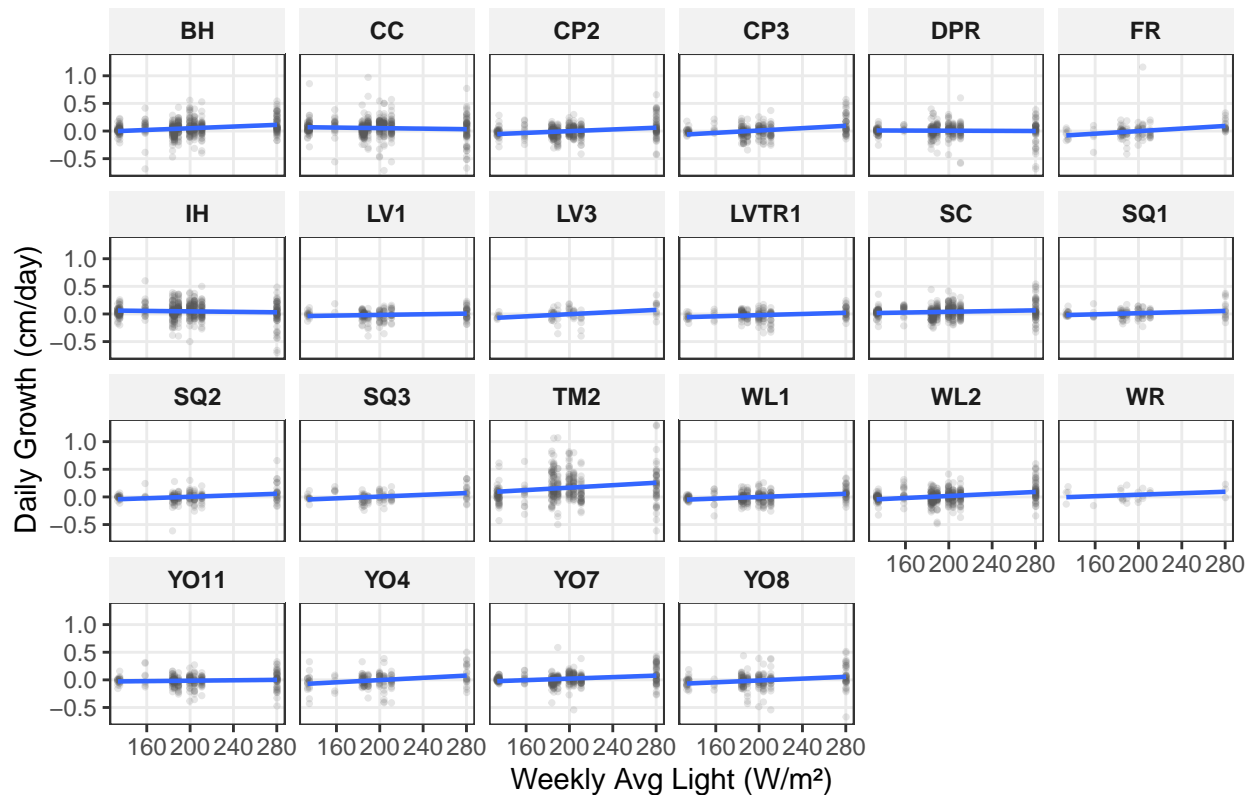 BH CC CP2 CP3 DPR FR
1.0
0.5
0.0
−0.5
IH LV1 LV3 LVTR1 SC SQ1
1.0
0.5
0.0
−0.5
SQ2 SQ3 TM2 WL1 WL2 WR
1.0
0.5
0.0
−0.5
160 200 240 280 160 200 240 280
YO11 YO4 YO7 YO8
1.0
0.5
0.0
−0.5
160 200 240 280 160 200 240 280 160 200 240 280 160 200 240 280
Weekly Avg Light (W/m²)
Daily Growth (cm/day)